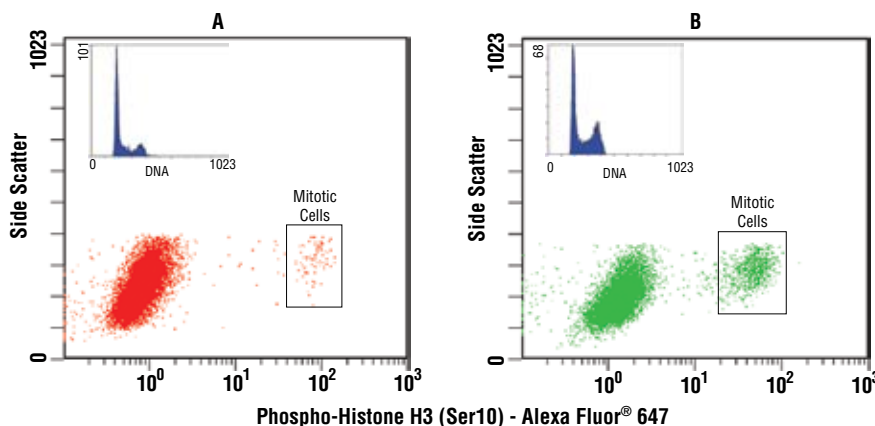 A
1023
Side Scatter
0
101
0
DNA
1023
Mitotic
Cells
10⁰
10¹
10²
10³
B
1023
Side Scatter
0
68
0
DNA
1023
Mitotic
Cells
10⁰
10¹
10²
10³
Phospho-Histone H3 (Ser10) - Alexa Fluor® 647